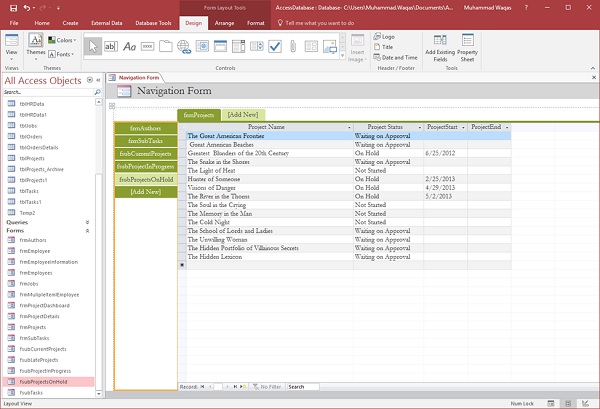 Form Layout Tools
AccessDatabase : Database- C:\Users\Muhammad.Waqas\Documents\A...
Muhammad Waqas
File Home Create External Data Database Tools Design Arrange Format Tell me what you want to do
View
Themes
Colors
Fonts
Insert Image
Logo
Title
Date and Time
Add Existing Fields
Property Sheet
Views Themes Controls Header / Footer Tools
All Access Objects
tblHRData
tblHRData1
tblJobs
tblOrders
tblOrdersDetails
tblProjects
tblProjects_Archive
tblProjects1
tblTasks
tblTasks1
Temp2
Queries
Forms
frmAuthors
frmEmployee
frmEmployeeInformation
frmEmployees
frmJobs
frmMulipleItemEmployee
frmProjectDashboard
frmProjectDetails
frmProjects
frmSubTasks
fsubCurrentProjects
fsubLateProjects
fsubProjectInProgress
fsubProjectsOnHold
fsubTasks
Navigation Form
Navigation Form
frmProjects [Add New]
frmAuthors
frmSubTasks
fsubCurrentProjects
fsubProjectInProgress
fsubProjectsOnHold
[Add New]
Project Name Project Status ProjectStart ProjectEnd
The Great American Frontier Waiting on Approval
Great American Beaches Waiting on Approval
Greatest Blunders of the 20th Century On Hold 6/25/2012
The Snake in the Shores Waiting on Approval
The Light of Heat Not Started
Hunter of Someone On Hold 2/25/2013
Visions of Danger On Hold 4/29/2013
The River in the Thorns On Hold 5/2/2013
The Soul in the Crying Not Started
The Memory in the Man Not Started
The Cold Night Not Started
The School of Lords and Ladies Waiting on Approval
The Unwilling Woman Waiting on Approval
The Hidden Portfolio of Villainous Secrets Waiting on Approval
The Hidden Lexicon Waiting on Approval
Record: No Filter Search
Layout View
Num Lock